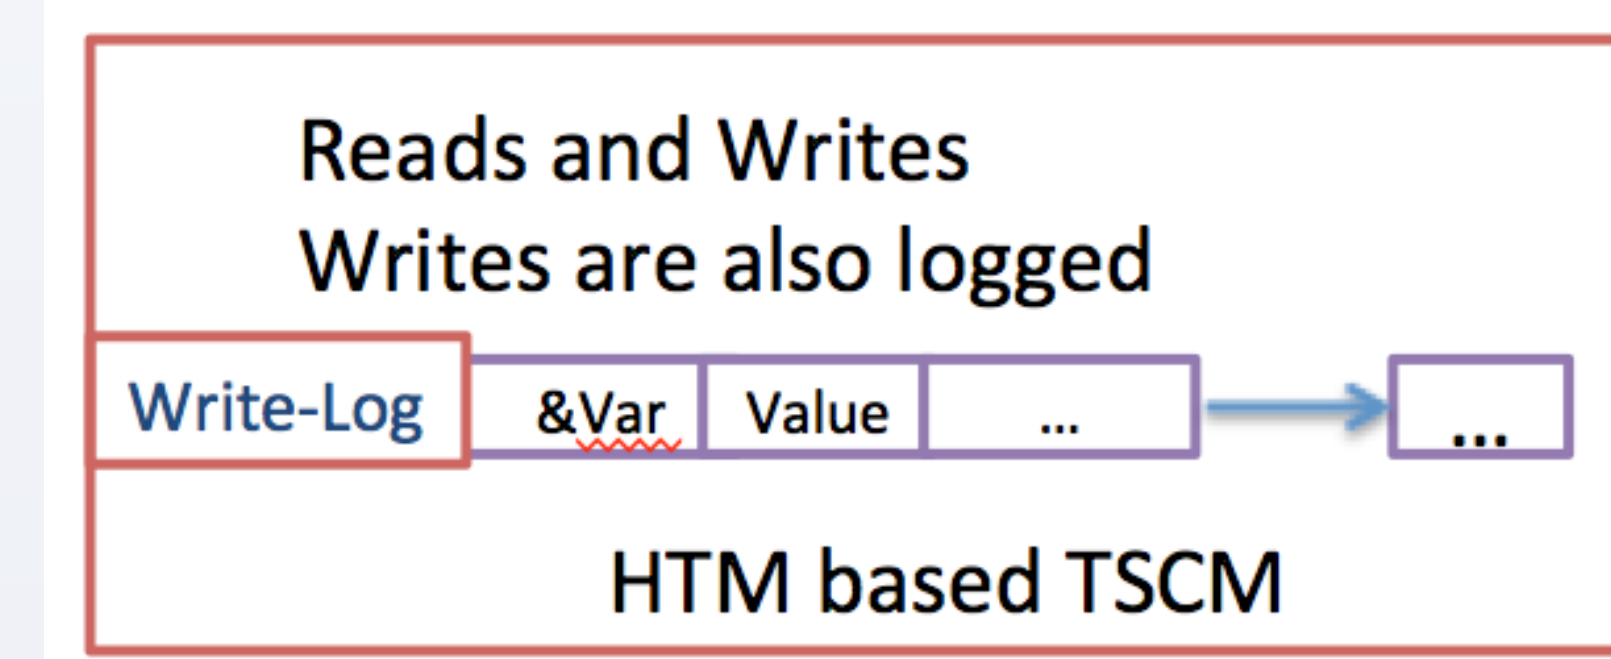 Reads and Writes
Writes are also logged
Write-Log &Var Value ... ...
HTM based TSCM